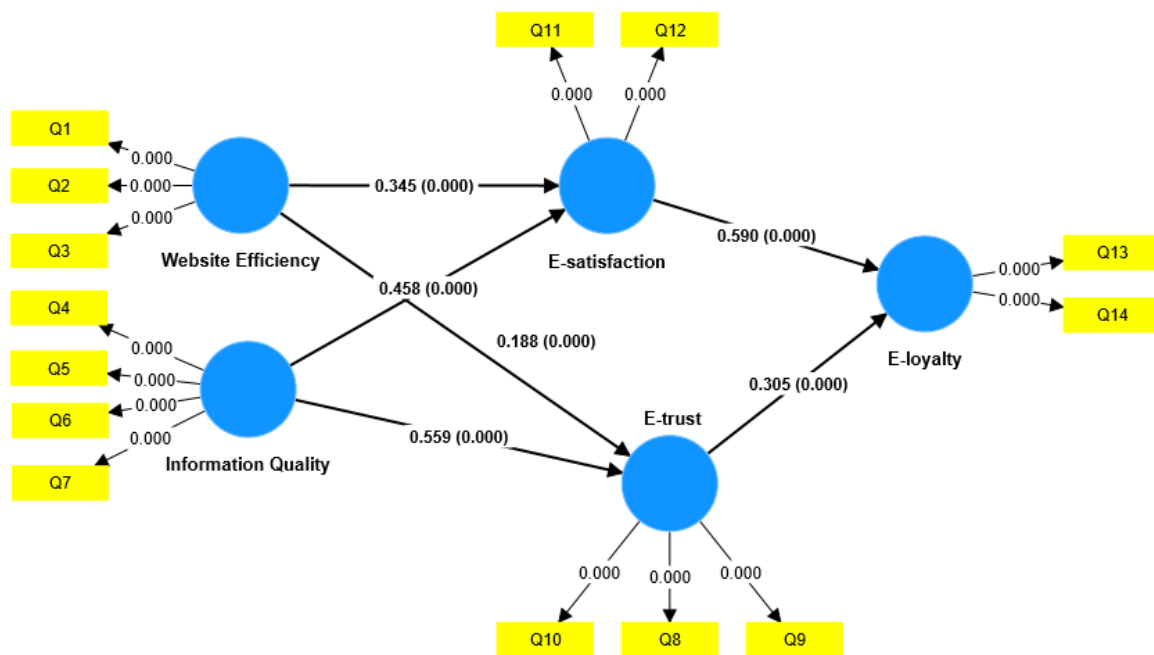 Q11
Q12
0.000
0.000
Q1
0.000
Q2
0.000
0.345 (0.000)
Q3
0.000
Website Efficiency
E-satisfaction
0.590 (0.000)
Q13
0.000
0.000
Q14
Q4
0.458 (0.000)
0.000
0.188 (0.000)
E-loyalty
Q5
0.000
0.305 (0.000)
Q6
0.000
E-trust
0.000
0.559 (0.000)
Information Quality
Q7
0.000
0.000
0.000
Q10
Q8
Q9